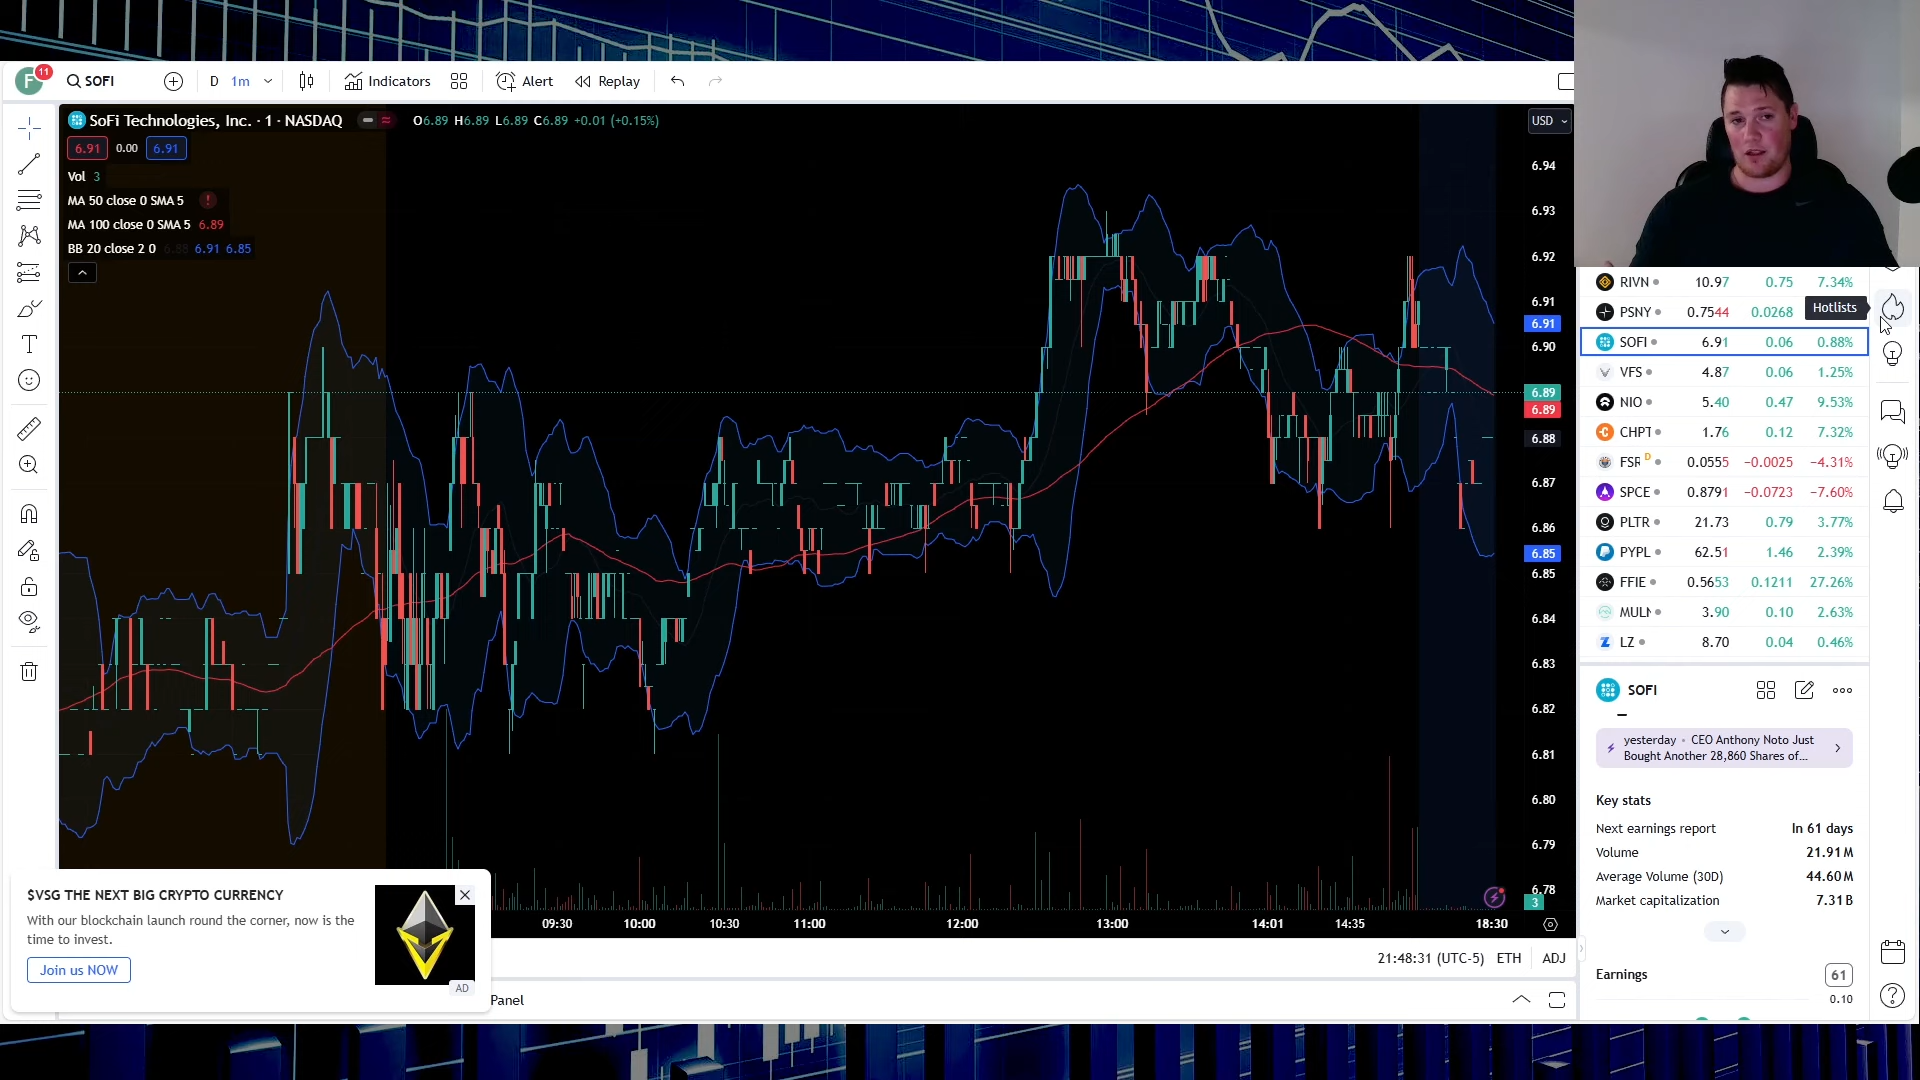 F
11
SOFI
D
1m
Indicators
Alert
Replay
SoFi Technologies, Inc. · 1 · NASDAQ
O6.89 H6.89 L6.89 C6.89 +0.01 (+0.15%)
6.91
0.00
6.91
Vol 3
MA 50 close 0 SMA 5
MA 100 close 0 SMA 5 6.89
BB 20 close 2 0 6.88 6.91 6.85
USD
6.94
6.93
6.92
6.91
6.91
6.90
6.89
6.89
6.88
6.87
6.86
6.85
6.85
6.84
6.83
6.82
6.81
6.80
6.79
6.78
3
09:30
10:00
10:30
11:00
12:00
13:00
14:01
14:35
18:30
21:48:31 (UTC-5)
ETH
ADJ
Panel
$VSG THE NEXT BIG CRYPTO CURRENCY
With our blockchain launch round the corner, now is the
time to invest.
Join us NOW
AD
RIVN 10.97 0.75 7.34%
PSNY 0.7544 0.0268
Hotlists
SOFI 6.91 0.06 0.88%
VFS 4.87 0.06 1.25%
NIO 5.40 0.47 9.53%
CHPT 1.76 0.12 7.32%
FSR D 0.0555 −0.0025 −4.31%
SPCE 0.8791 −0.0723 −7.60%
PLTR 21.73 0.79 3.77%
PYPL 62.51 1.46 2.39%
FFIE 0.5653 0.1211 27.26%
MULN 3.90 0.10 2.63%
LZ 8.70 0.04 0.46%
SOFI
yesterday • CEO Anthony Noto Just
Bought Another 28,860 Shares of...
Key stats
Next earnings report In 61 days
Volume 21.91M
Average Volume (30D) 44.60M
Market capitalization 7.31B
Earnings 61
0.10